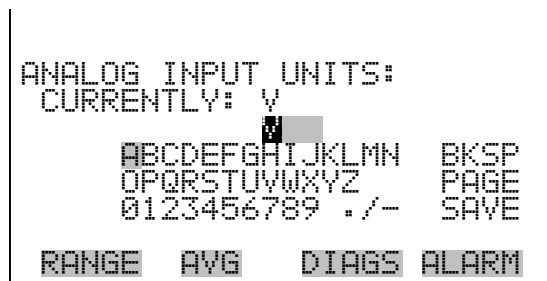 ANALOG INPUT UNITS:
CURRENTLY: V
V
ABCDEFGHIJKLMN BKSP
OPQRSTUVWXYZ PAGE
0123456789 ./- SAVE
RANGE AVG DIAGS ALARM